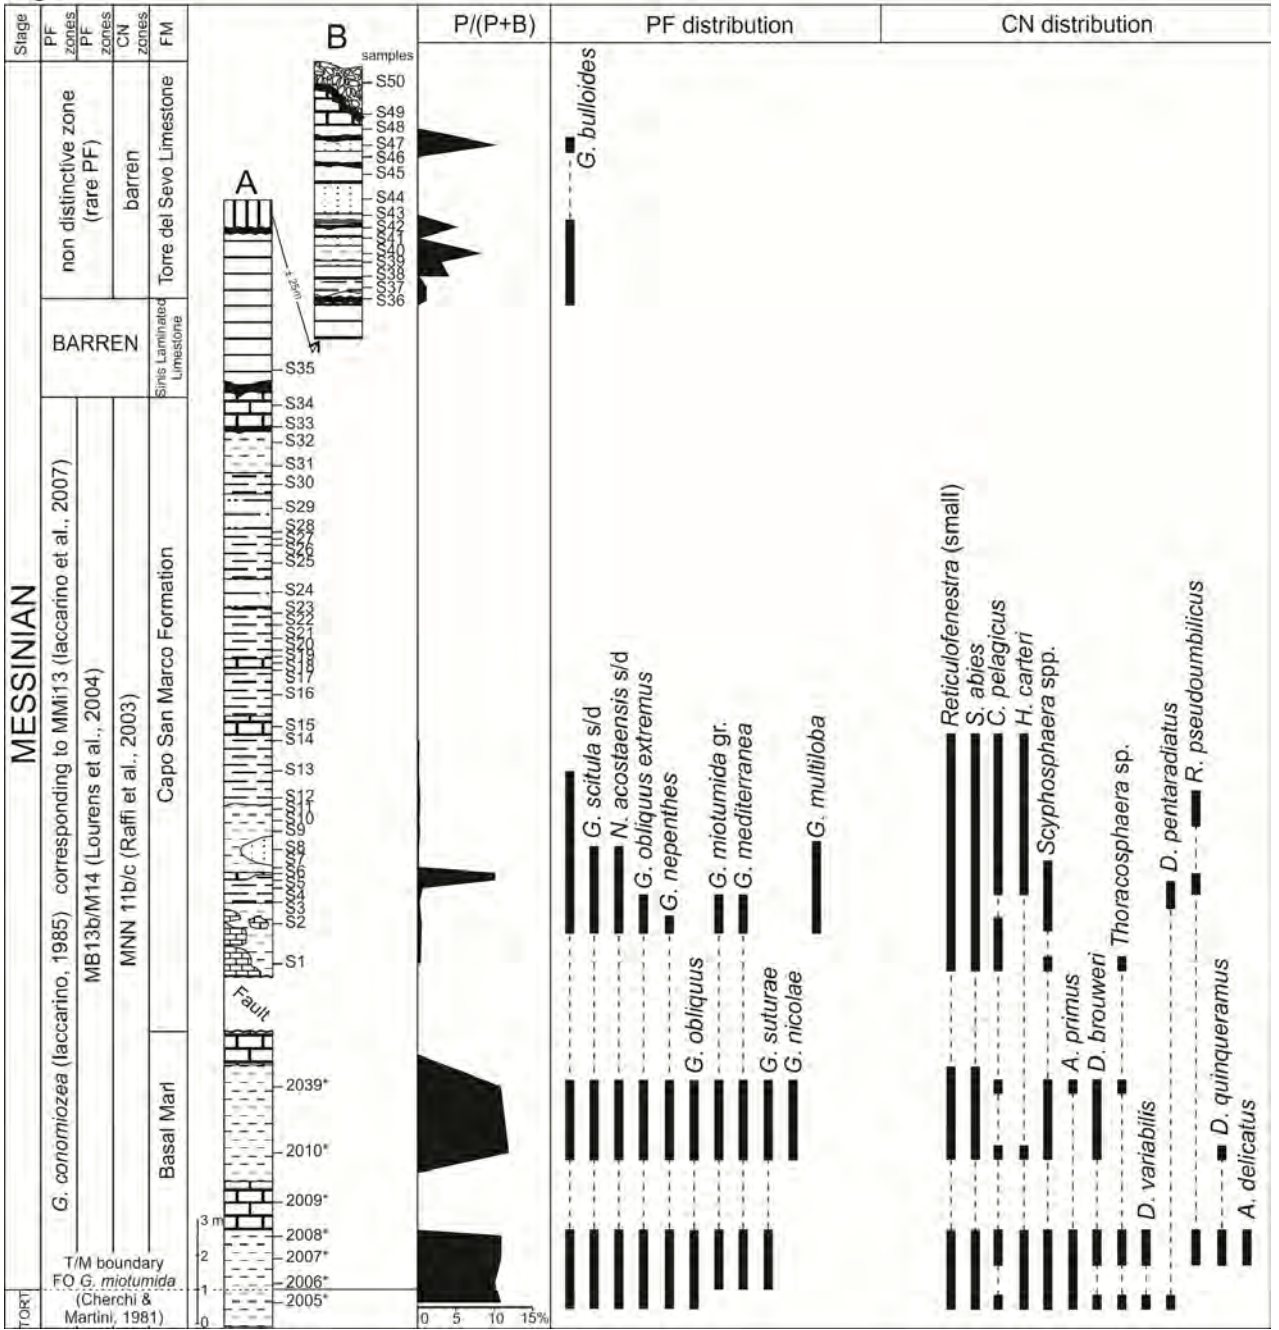 Stage
PF zones
PF zones
CN zones
FM
P/(P+B)
PF distribution
CN distribution
MESSINIAN
TORT
non distinctive zone
(rare PF)
barren
Torre del Sevo Limestone
BARREN
Sinis Laminated
Limestone
G. conomiozea (Iaccarino, 1985) corresponding to MMi13 (Iaccarino et al., 2007)
MB13b/M14 (Lourens et al., 2004)
MNN 11b/c (Raffi et al., 2003)
Capo San Marco Formation
Basal Marl
T/M boundary
FO G. miotumida
(Cherchi &
Martini, 1981)
A
B
samples
± 25m
S50
S49
S48
S47
S46
S45
S44
S43
S42
S41
S40
S39
S38
S37
S36
S35
S34
S33
S32
S31
S30
S29
S28
S27
S26
S25
S24
S23
S22
S21
S20
S19
S18
S17
S16
S15
S14
S13
S12
S11
S10
S9
S8
S7
S6
S5
S4
S3
S2
S1
Fault
2039*
2010*
2009*
2008*
2007*
2006*
2005*
3 m
2
1
0
0 5 10 15%
G. bulloides
G. scitula s/d
N. acostaensis s/d
G. obliquus extremus
G. nepenthes
G. obliquus
G. miotumida gr.
G. mediterranea
G. suturae
G. nicolae
G. multiloba
Reticulofenestra (small)
S. abies
C. pelagicus
H. carteri
Scyphosphaera spp.
A. primus
D. brouweri
Thoracosphaera sp.
D. variabilis
D. pentaradiatus
R. pseudoumbilicus
D. quinqueramus
A. delicatus